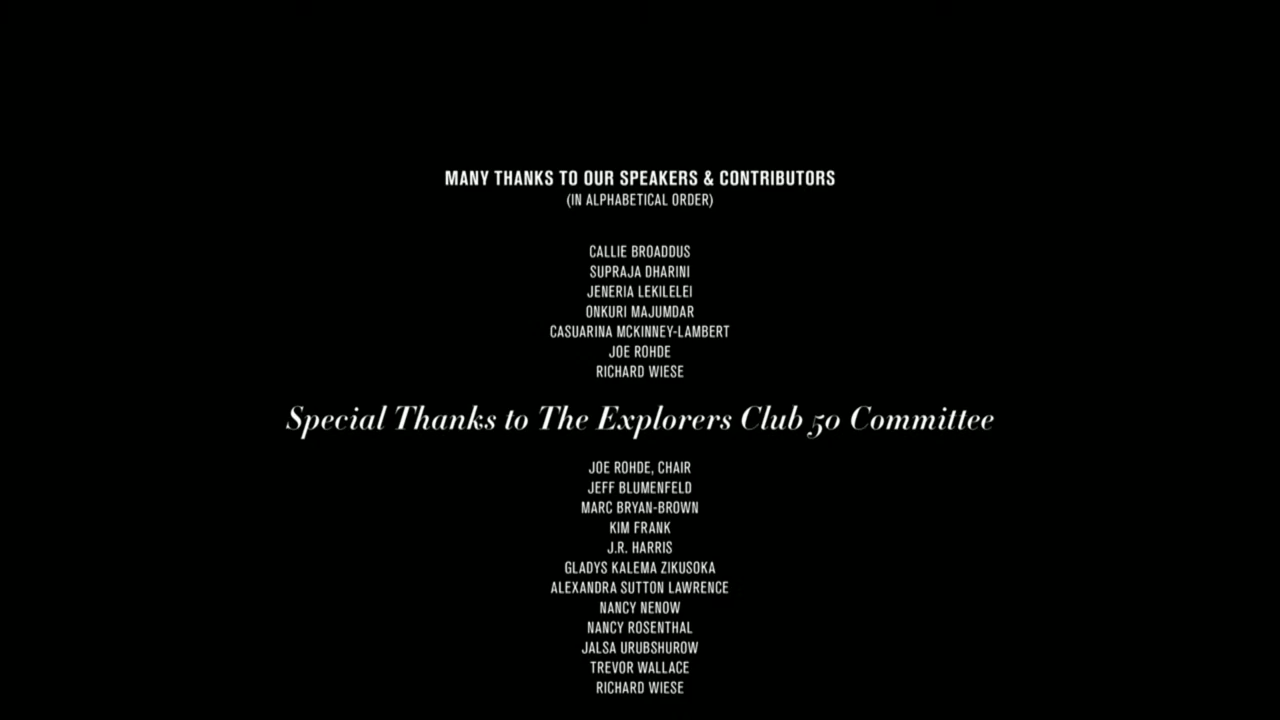 MANY THANKS TO OUR SPEAKERS & CONTRIBUTORS
(IN ALPHABETICAL ORDER)
CALLIE BROADDUS
SUPRAJA DHARINI
JENERIA LEKILELEI
ONKURI MAJUMDAR
CASUARINA MCKINNEY-LAMBERT
JOE ROHDE
RICHARD WIESE
Special Thanks to The Explorers Club 50 Committee
JOE ROHDE, CHAIR
JEFF BLUMENFELD
MARC BRYAN-BROWN
KIM FRANK
J.R. HARRIS
GLADYS KALEMA ZIKUSOKA
ALEXANDRA SUTTON LAWRENCE
NANCY NENOW
NANCY ROSENTHAL
JALSA URUBSHUROW
TREVOR WALLACE
RICHARD WIESE